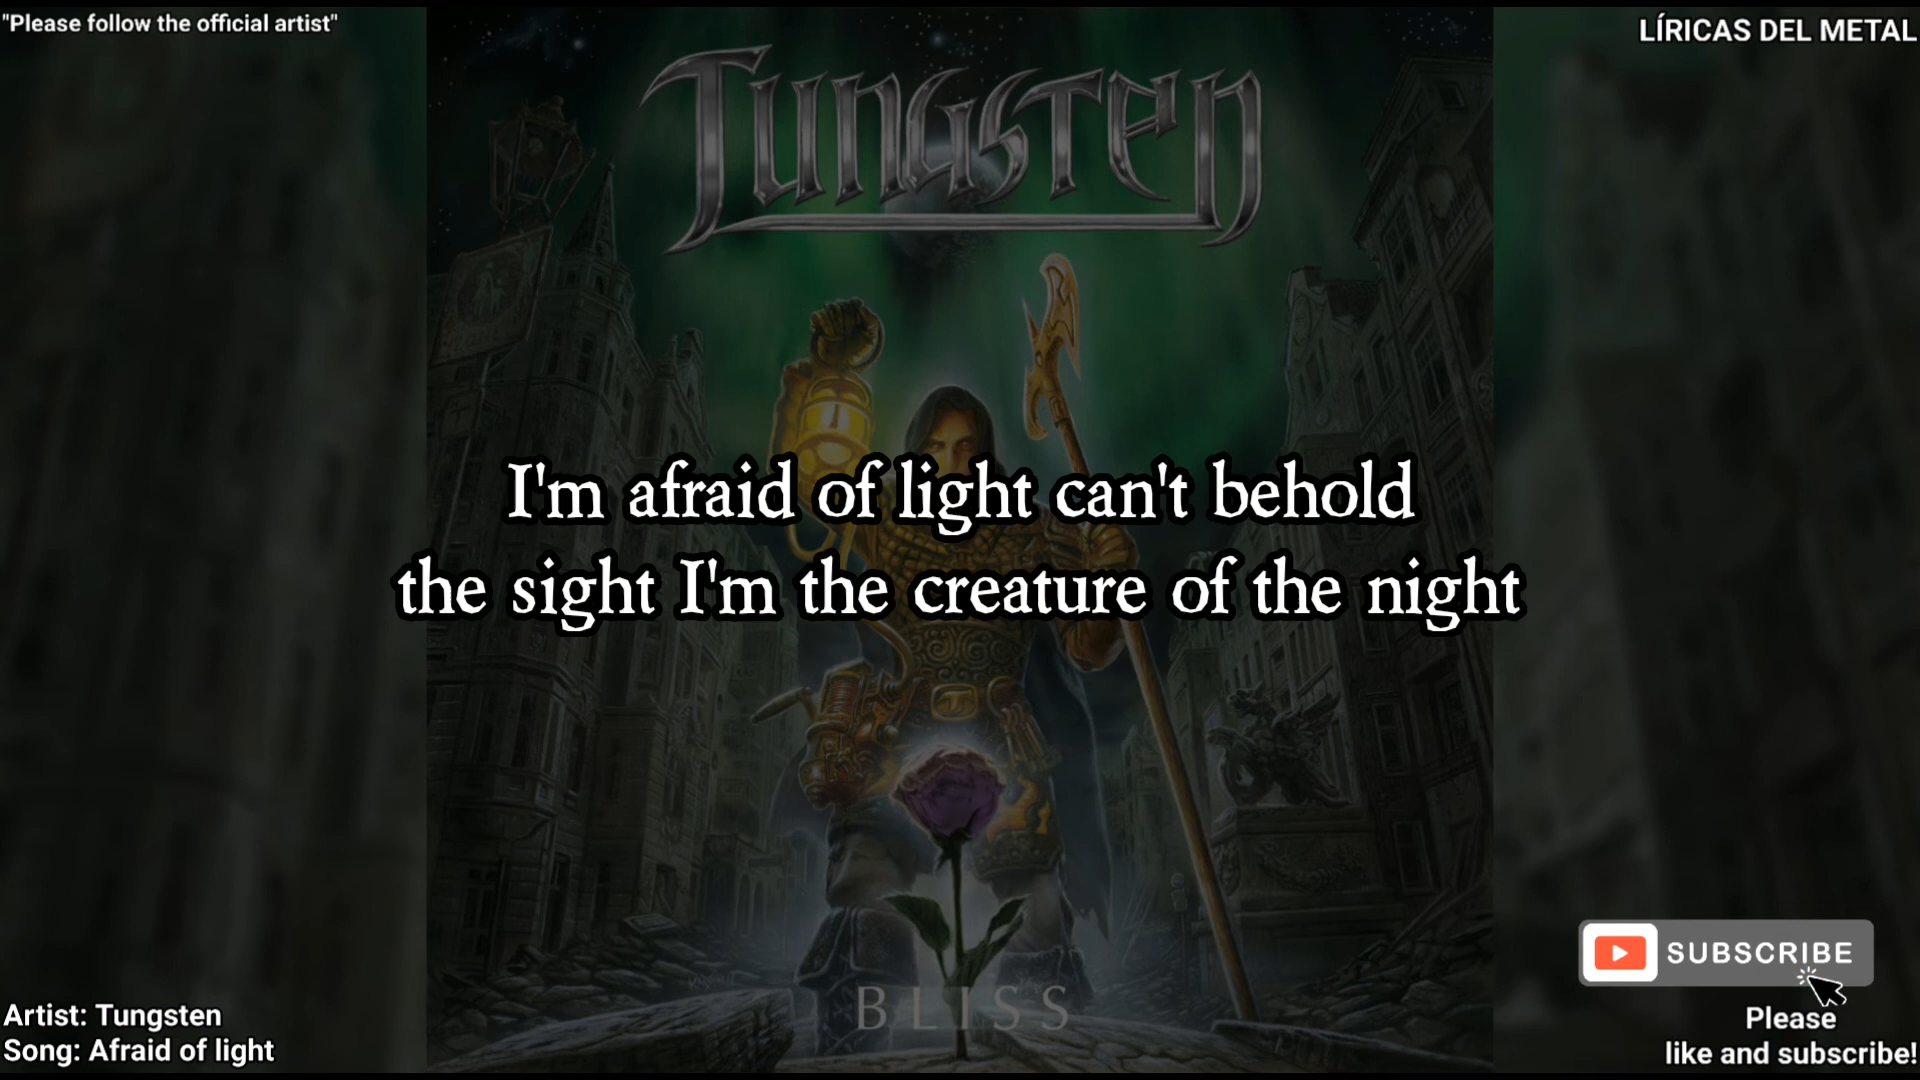 "Please follow the official artist"
LÍRICAS DEL METAL
Tungsten
I'm afraid of light can't behold
the sight I'm the creature of the night
BLISS
SUBSCRIBE
Artist: Tungsten
Song: Afraid of light
Please
like and subscribe!